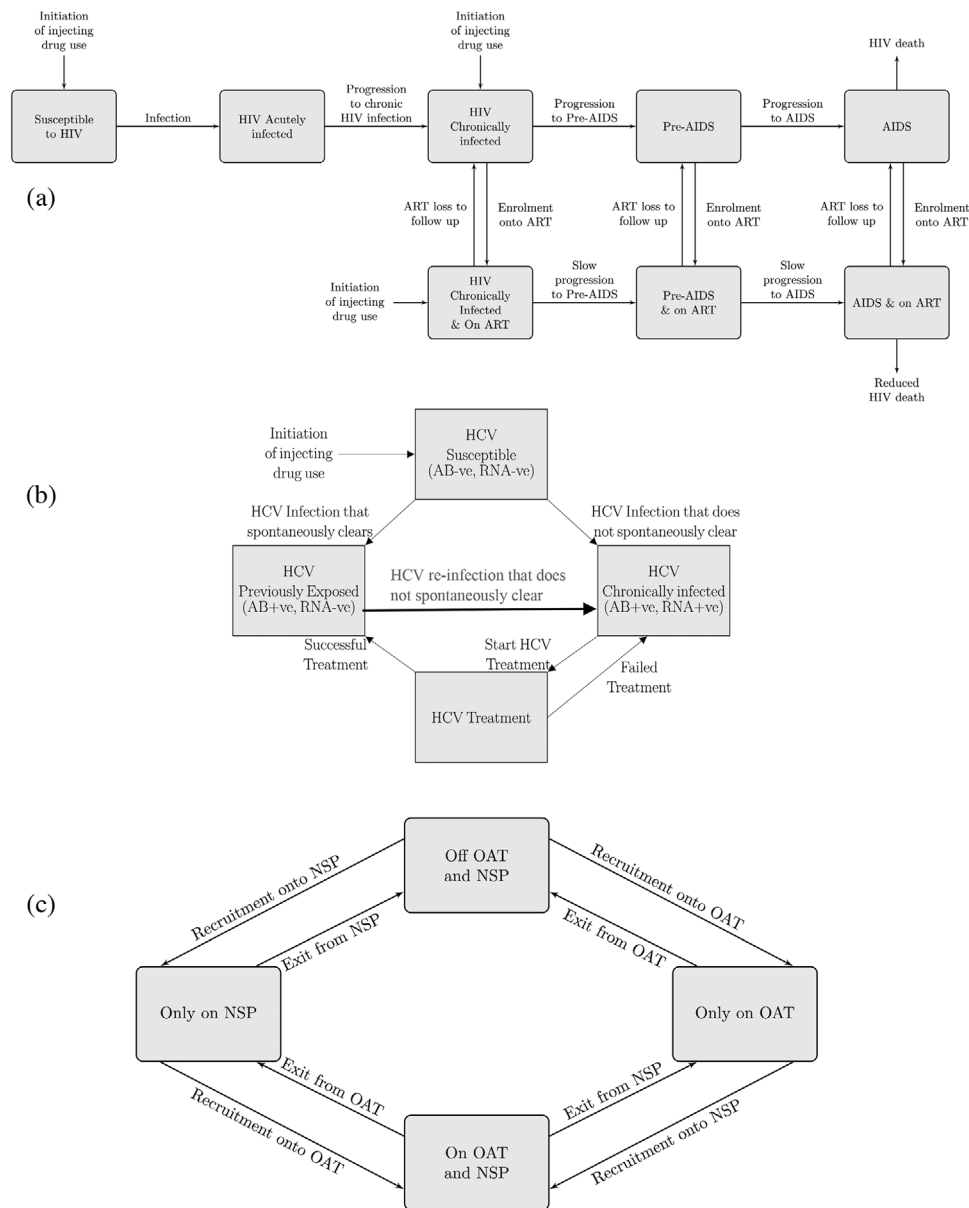 Initiation
of injecting
drug use
Initiation
of injecting
drug use
HIV death
Susceptible
to HIV
Infection
HIV Acutely
infected
Progression
to chronic
HIV infection
HIV
Chronically
infected
Progression
to Pre-AIDS
Pre-AIDS
Progression
to AIDS
AIDS
(a)
ART loss to
follow up
Enrolment
onto ART
ART loss to
follow up
Enrolment
onto ART
ART loss to
follow up
Enrolment
onto ART
Initiation
of injecting
drug use
HIV
Chronically
Infected
& On ART
Slow
progression
to Pre-AIDS
Pre-AIDS
& on ART
Slow
progression
to AIDS
AIDS & on ART
Reduced
HIV death
(b)
Initiation
of injecting
drug use
HCV
Susceptible
(AB-ve, RNA-ve)
HCV Infection that
spontaneously clears
HCV Infection that does
not spontaneously clear
HCV
Previously Exposed
(AB+ve, RNA-ve)
HCV re-infection that does
not spontaneously clear
HCV
Chronically infected
(AB+ve, RNA+ve)
Successful
Treatment
Start HCV
Treatment
Failed
Treatment
HCV Treatment
(c)
Off OAT
and NSP
Recruitment onto NSP
Exit from NSP
Recruitment onto OAT
Exit from OAT
Only on NSP
Only on OAT
Exit from OAT
Recruitment onto OAT
Exit from NSP
Recruitment onto NSP
On OAT
and NSP